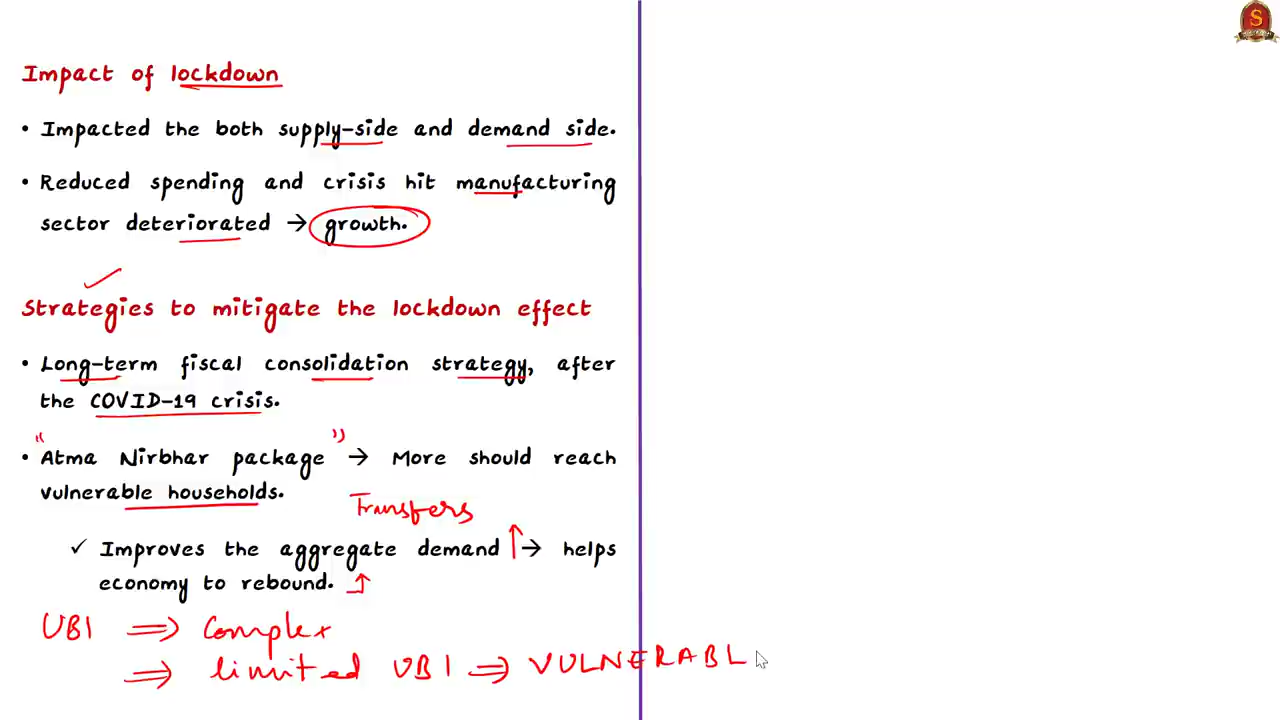 Impact of lockdown
• Impacted the both supply-side and demand side.
• Reduced spending and crisis hit manufacturing
sector deteriorated → growth.
Strategies to mitigate the lockdown effect
• Long-term fiscal consolidation strategy, after
the COVID-19 crisis.
• "Atma Nirbhar package" → More should reach
vulnerable households.
Transfers
✓ Improves the aggregate demand ↑ → helps
economy to rebound. ↑
UBI ⇒ Complex
⇒ limited UBI ⇒ VULNERABL
S